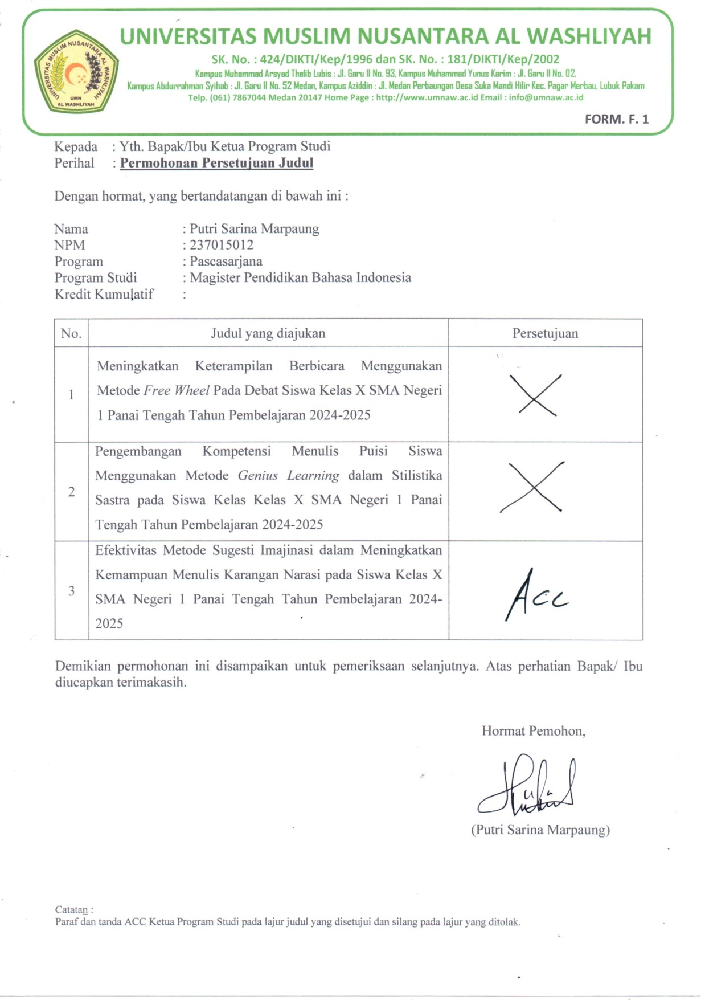 UNIVERSITAS MUSLIM NUSANTARA AL WASHLIYAH
UMN
AL WASHLIYAH
UNIVERSITAS MUSLIM NUSANTARA AL WASHLIYAH
SK. No. : 424/DIKTI/Kep/1996 dan SK. No. : 181/DIKTI/Kep/2002
Kampus Muhammad Arsyad Thalib Lubis : Jl. Garu II No. 93, Kampus Muhammad Yunus Karim : Jl. Garu II No. 02,
Kampus Abdurrahman Syihab : Jl. Garu II No. 52 Medan, Kampus Aziddin : Jl. Medan Perbaungan Desa Suka Mandi Hilir Kec. Pagar Merbau, Lubuk Pakam
Telp. (061) 7867044 Medan 20147 Home Page : http://www.umnaw.ac.id Email : info@umnaw.ac.id
FORM. F. 1
Kepada : Yth. Bapak/Ibu Ketua Program Studi
Perihal : Permohonan Persetujuan Judul
Dengan hormat, yang bertandatangan di bawah ini :
Nama : Putri Sarina Marpaung
NPM : 237015012
Program : Pascasarjana
Program Studi : Magister Pendidikan Bahasa Indonesia
Kredit Kumulatif :
No. Judul yang diajukan Persetujuan
Meningkatkan Keterampilan Berbicara Menggunakan
1 Metode Free Wheel Pada Debat Siswa Kelas X SMA Negeri
1 Panai Tengah Tahun Pembelajaran 2024-2025
Pengembangan Kompetensi Menulis Puisi Siswa
Menggunakan Metode Genius Learning dalam Stilistika
2 Sastra pada Siswa Kelas Kelas X SMA Negeri 1 Panai
Tengah Tahun Pembelajaran 2024-2025
Efektivitas Metode Sugesti Imajinasi dalam Meningkatkan
Kemampuan Menulis Karangan Narasi pada Siswa Kelas X
3 SMA Negeri 1 Panai Tengah Tahun Pembelajaran 2024- Acc
2025
Demikian permohonan ini disampaikan untuk pemeriksaan selanjutnya. Atas perhatian Bapak/ Ibu
diucapkan terimakasih.
Hormat Pemohon,
(Putri Sarina Marpaung)
Catatan :
Paraf dan tanda ACC Ketua Program Studi pada lajur judul yang disetujui dan silang pada lajur yang ditolak.